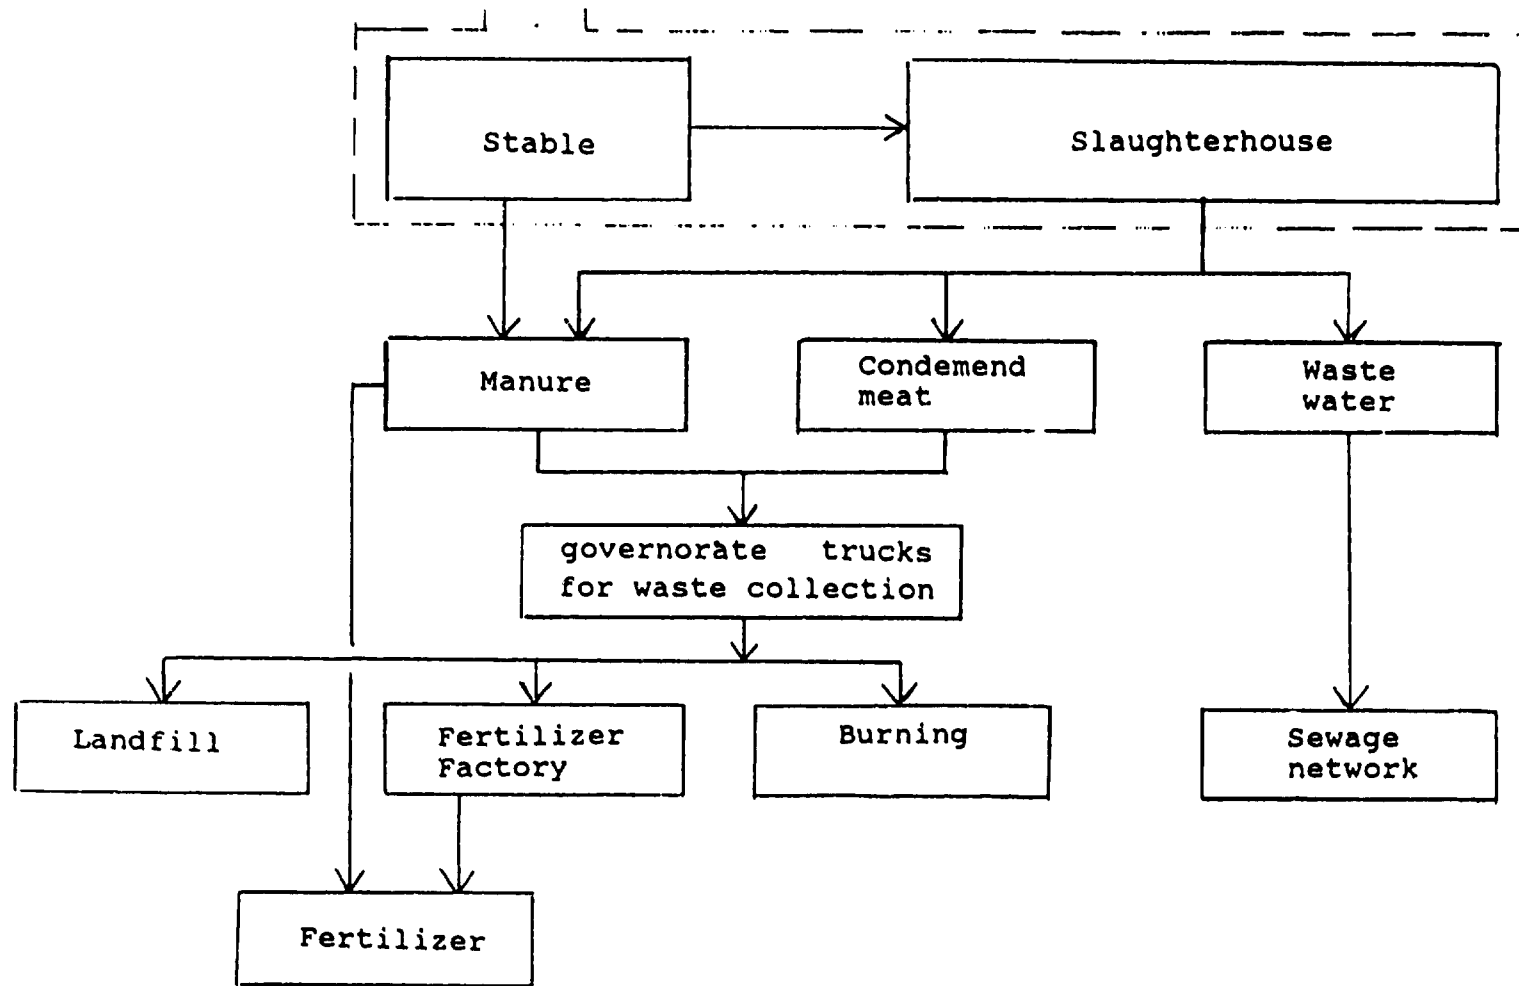 Stable
Slaughterhouse
Manure
Condemend
meat
Waste
water
governorate trucks
for waste collection
Landfill
Fertilizer
Factory
Burning
Sewage
network
Fertilizer